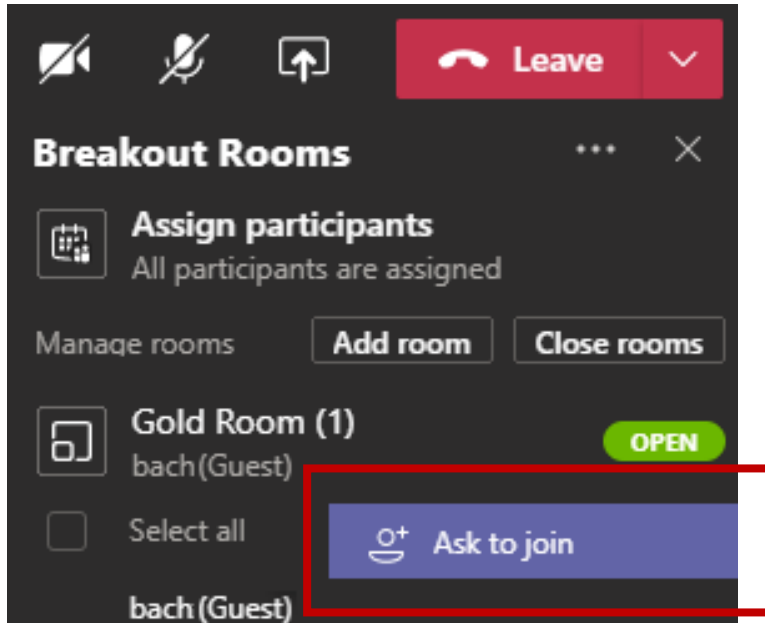 Leave
Breakout Rooms
Assign participants
All participants are assigned
Manage rooms Add room Close rooms
Gold Room (1)
bach(Guest)
OPEN
Select all
Ask to join
bach(Guest)